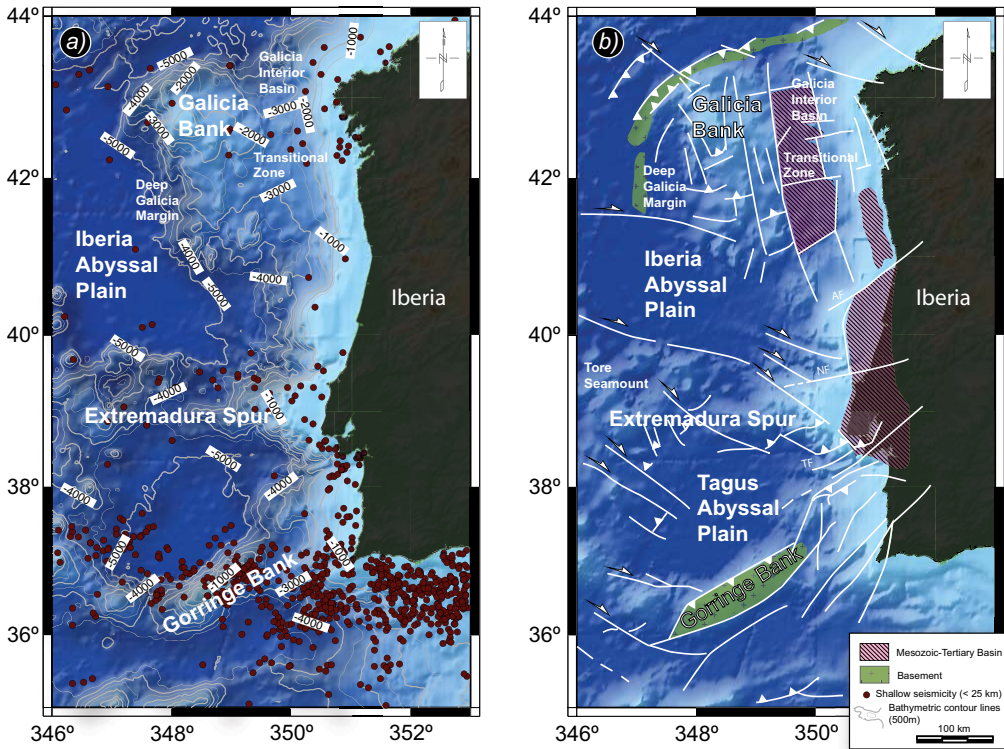 44º
42º
40º
38º
36º
346º
348º
350º
352º
a)
N
-5000
-4000
-2000
-3000
-5000
Galicia
Bank
Galicia
Interior
Basin
-1000
-3000
-2000
-2000
Transitional
Zone
-3000
Deep
Galicia
Margin
-1000
-4000
-4000
-5000
Iberia
Abyssal
Plain
Iberia
-5000
-4000
-1000
Extremadura Spur
-5000
-4000
-4000
-5000
-1000
-4000
-1000
-3000
-4000
Gorringe Bank
44º
42º
40º
38º
36º
346º
348º
350º
b)
N
Galicia
Bank
Galicia
Interior
Basin
Transitional
Zone
Deep
Galicia
Margin
Iberia
Abyssal
Plain
Iberia
AF
NF
Tore
Seamount
Extremadura Spur
TF
Tagus
Abyssal
Plain
Gorringe Bank
Mesozoic-Tertiary Basin
Basement
Shallow seismicity (< 25 km)
Bathymetric contour lines
(500m)
100 km